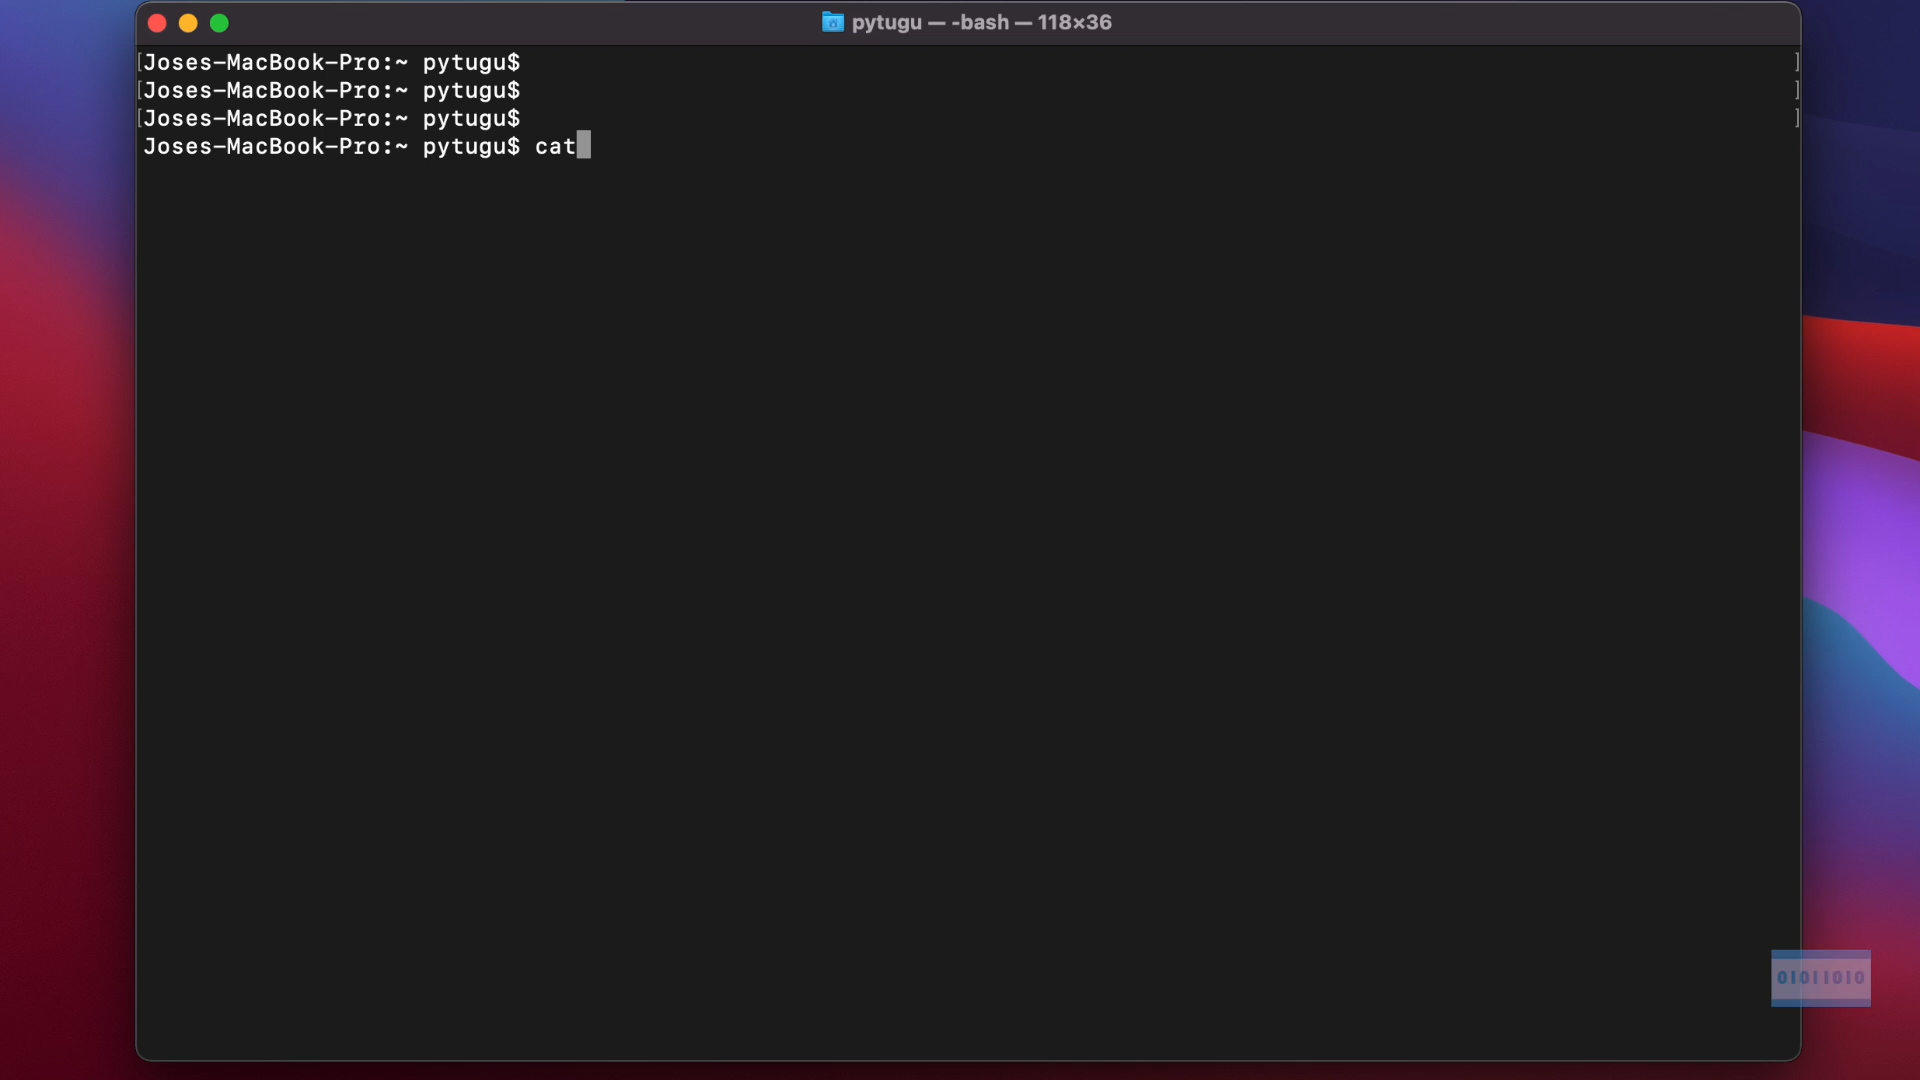 pytugu — -bash — 118×36
[Joses-MacBook-Pro:~ pytugu$ ]
[Joses-MacBook-Pro:~ pytugu$ ]
[Joses-MacBook-Pro:~ pytugu$ ]
Joses-MacBook-Pro:~ pytugu$ cat
01011010